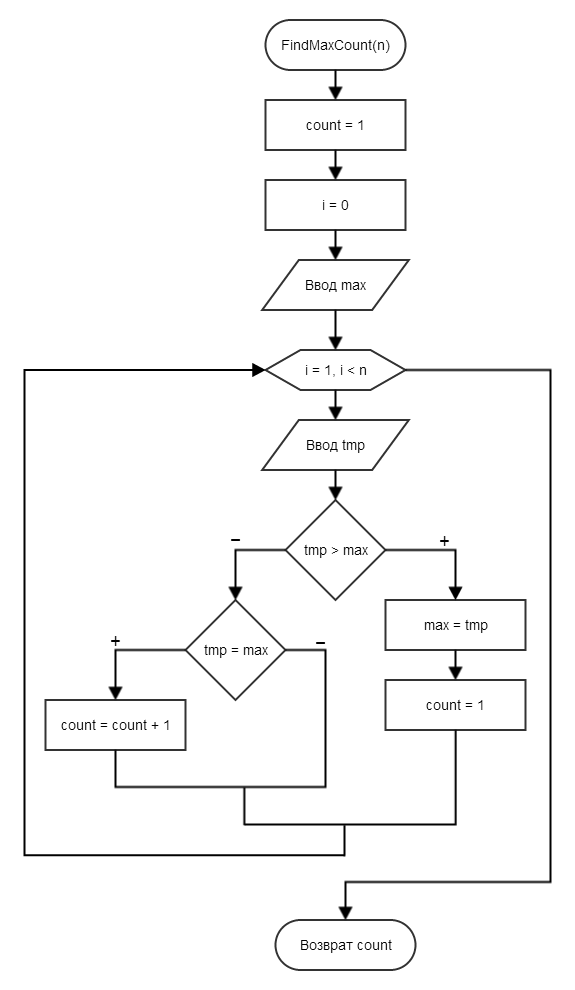 FindMaxCount(n)
count = 1
i = 0
Ввод max
i = 1, i < n
Ввод tmp
tmp > max
–
+
tmp = max
+
–
max = tmp
count = count + 1
count = 1
Возврат count